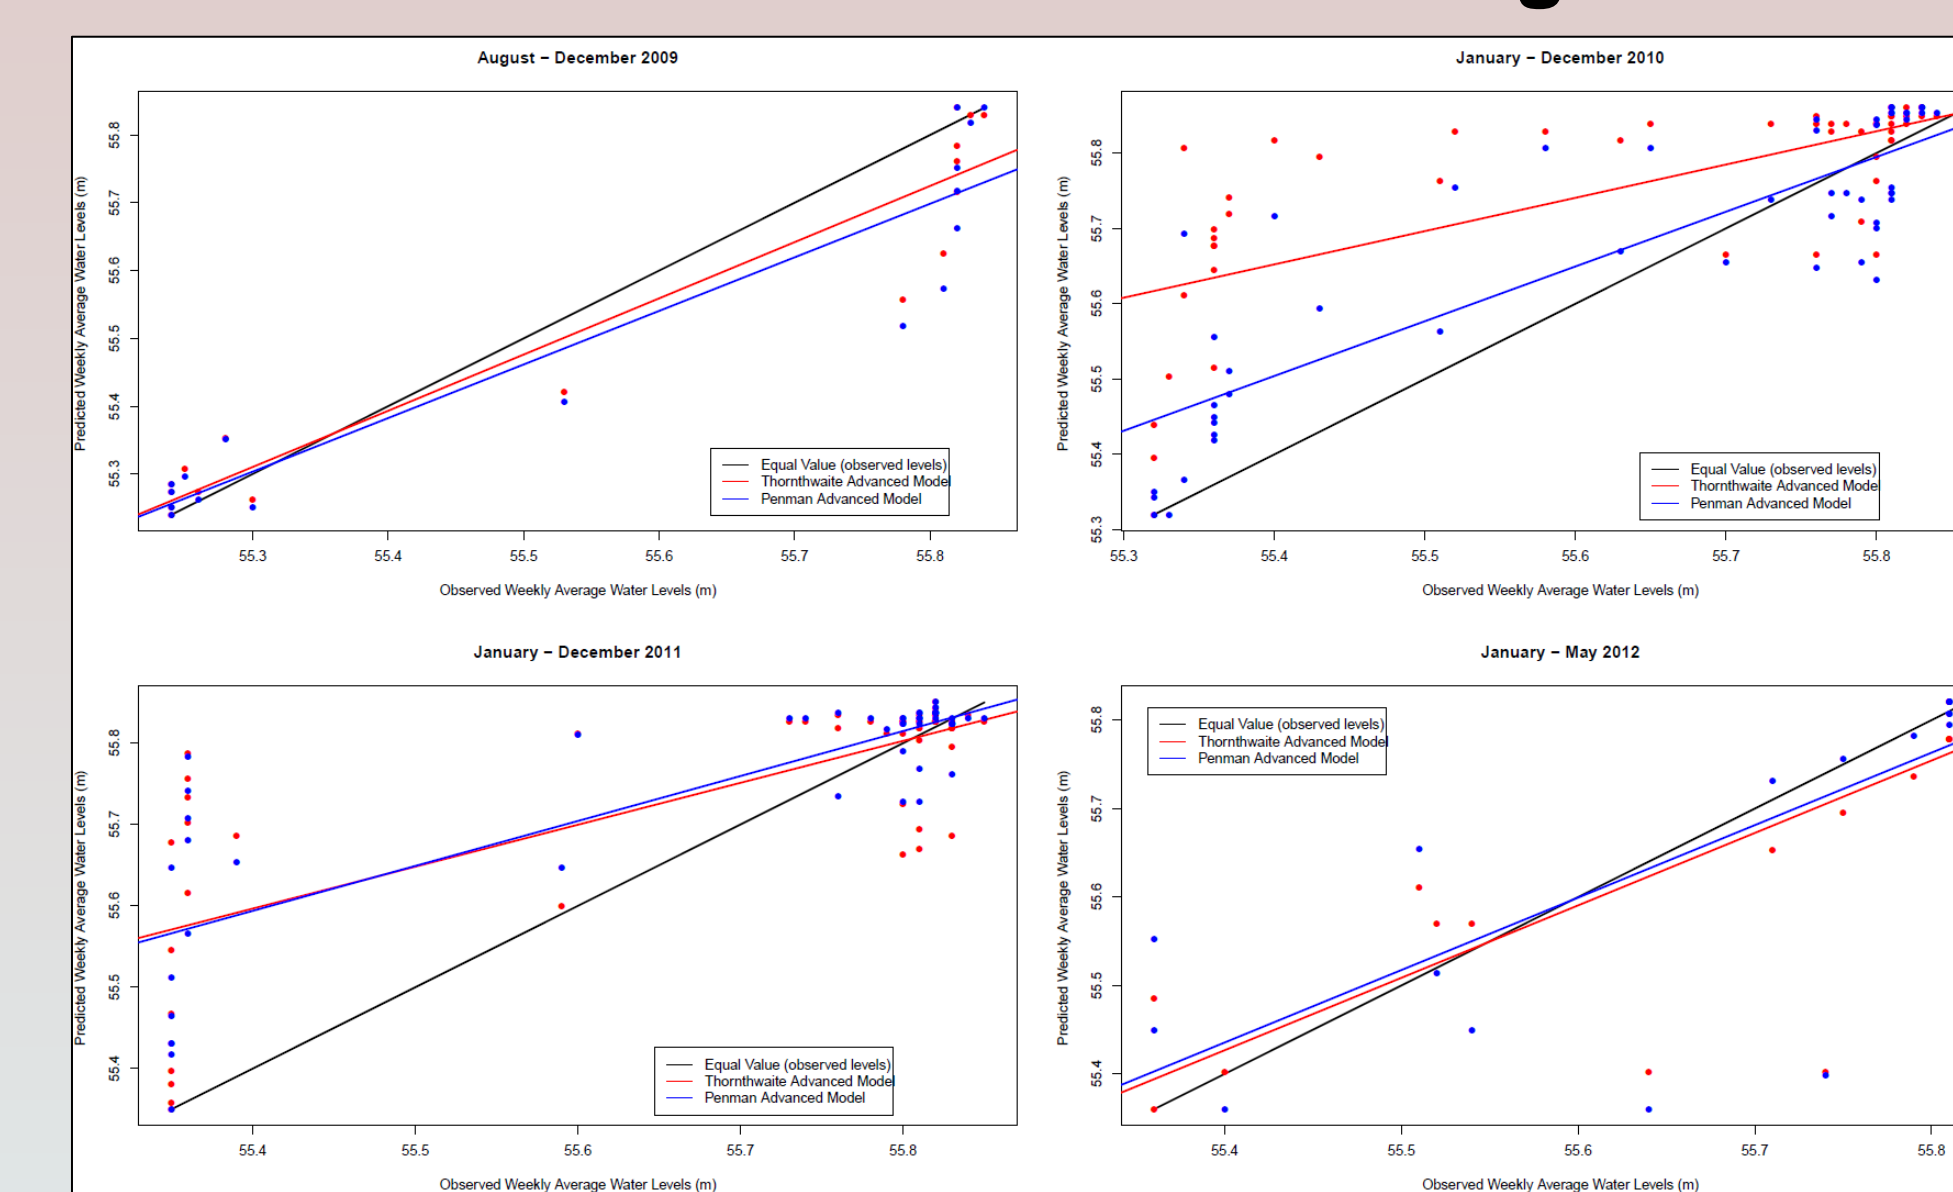 August – December 2009
55.8
55.7
55.6
55.5
55.4
55.3
Predicted Weekly Average Water Levels (m)
Equal Value (observed levels)
Thornthwaite Advanced Model
Penman Advanced Model
55.3 55.4 55.5 55.6 55.7 55.8
Observed Weekly Average Water Levels (m)
January – December 2010
55.8
55.7
55.6
55.5
55.4
55.3
Predicted Weekly Average Water Levels (m)
Equal Value (observed levels)
Thornthwaite Advanced Model
Penman Advanced Model
55.3 55.4 55.5 55.6 55.7 55.8
Observed Weekly Average Water Levels (m)
January – December 2011
55.8
55.7
55.6
55.5
55.4
Predicted Weekly Average Water Levels (m)
Equal Value (observed levels)
Thornthwaite Advanced Model
Penman Advanced Model
55.4 55.5 55.6 55.7 55.8
Observed Weekly Average Water Levels (m)
January – May 2012
55.8
55.7
55.6
55.5
55.4
Predicted Weekly Average Water Levels (m)
Equal Value (observed levels)
Thornthwaite Advanced Model
Penman Advanced Model
55.4 55.5 55.6 55.7 55.8
Observed Weekly Average Water Levels (m)